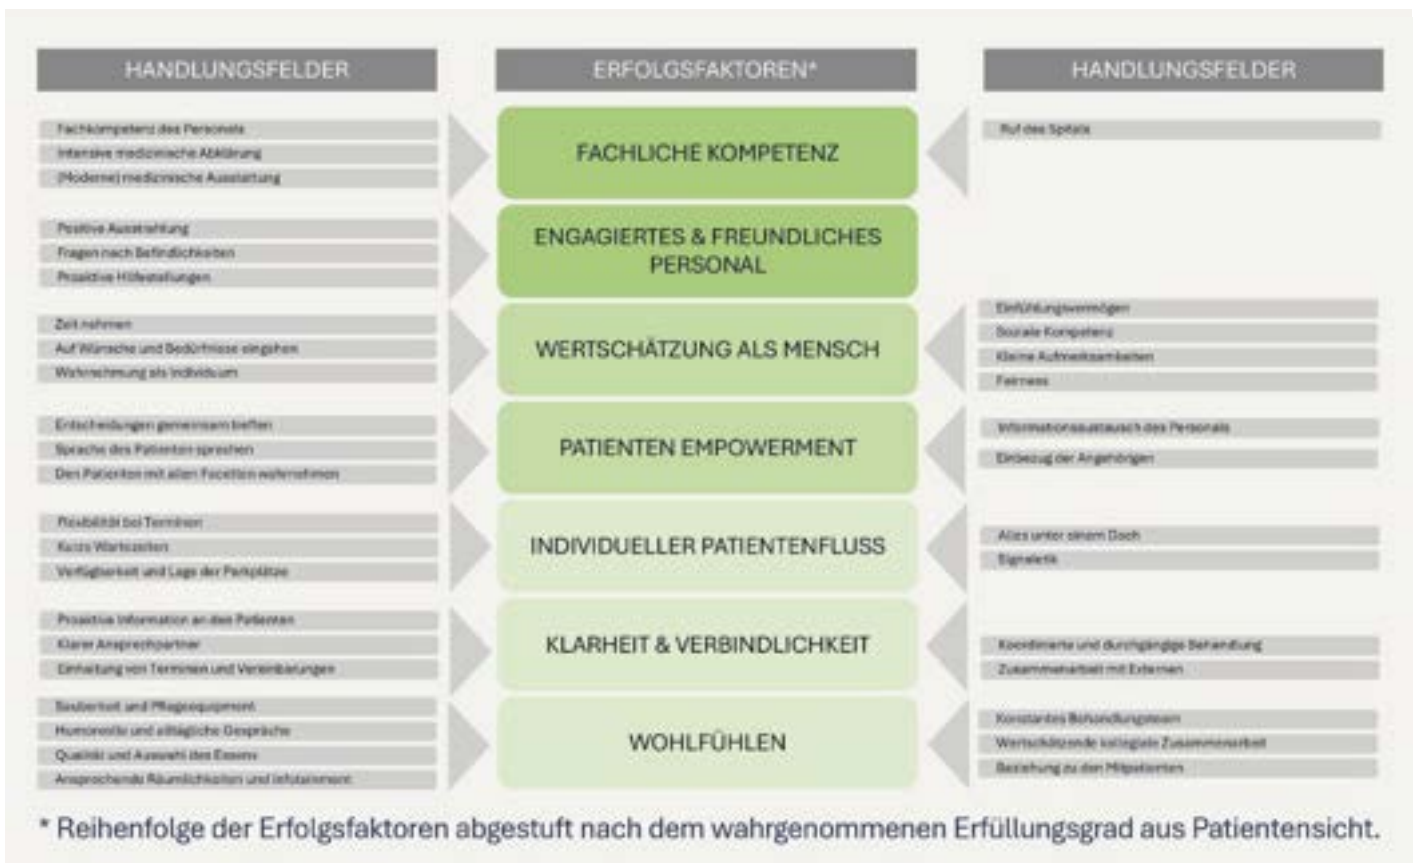 HANDLUNGSFELDER
ERFOLGSFAKTOREN*
HANDLUNGSFELDER
Fachkompetenz des Personals
Intensive medizinische Abklärung
(Moderne) medizinische Ausstattung
FACHLICHE KOMPETENZ
Ruf des Spitals
Positive Ausstrahlung
Fragen nach Befindlichkeiten
Proaktive Hilfestellungen
ENGAGIERTES & FREUNDLICHES
PERSONAL
Zeit nehmen
Auf Wünsche und Bedürfnisse eingehen
Wahrnehmung als Individuum
WERTSCHÄTZUNG ALS MENSCH
Einfühlungsvermögen
Soziale Kompetenz
Kleine Aufmerksamkeiten
Fairness
Entscheidungen gemeinsam treffen
Sprache des Patienten sprechen
Den Patienten mit allen Facetten wahrnehmen
PATIENTEN EMPOWERMENT
Informationsaustausch des Personals
Einbezug der Angehörigen
Flexibilität bei Terminen
Kurze Wartezeiten
Verfügbarkeit und Lage der Parkplätze
INDIVIDUELLER PATIENTENFLUSS
Alles unter einem Dach
Signaletik
Proaktive Information an den Patienten
Klarer Ansprechpartner
Einhaltung von Terminen und Vereinbarungen
KLARHEIT & VERBINDLICHKEIT
Koordinierte und durchgängige Behandlung
Zusammenarbeit mit Externen
Sauberkeit und Pflegeequipment
Humorvolle und alltägliche Gespräche
Qualität und Auswahl des Essens
Ansprechende Räumlichkeiten und Infotainment
WOHLFÜHLEN
Konstantes Behandlungsteam
Wertschätzende kollegiale Zusammenarbeit
Beziehung zu den Mitpatienten
* Reihenfolge der Erfolgsfaktoren abgestuft nach dem wahrgenommenen Erfüllungsgrad aus Patientensicht.